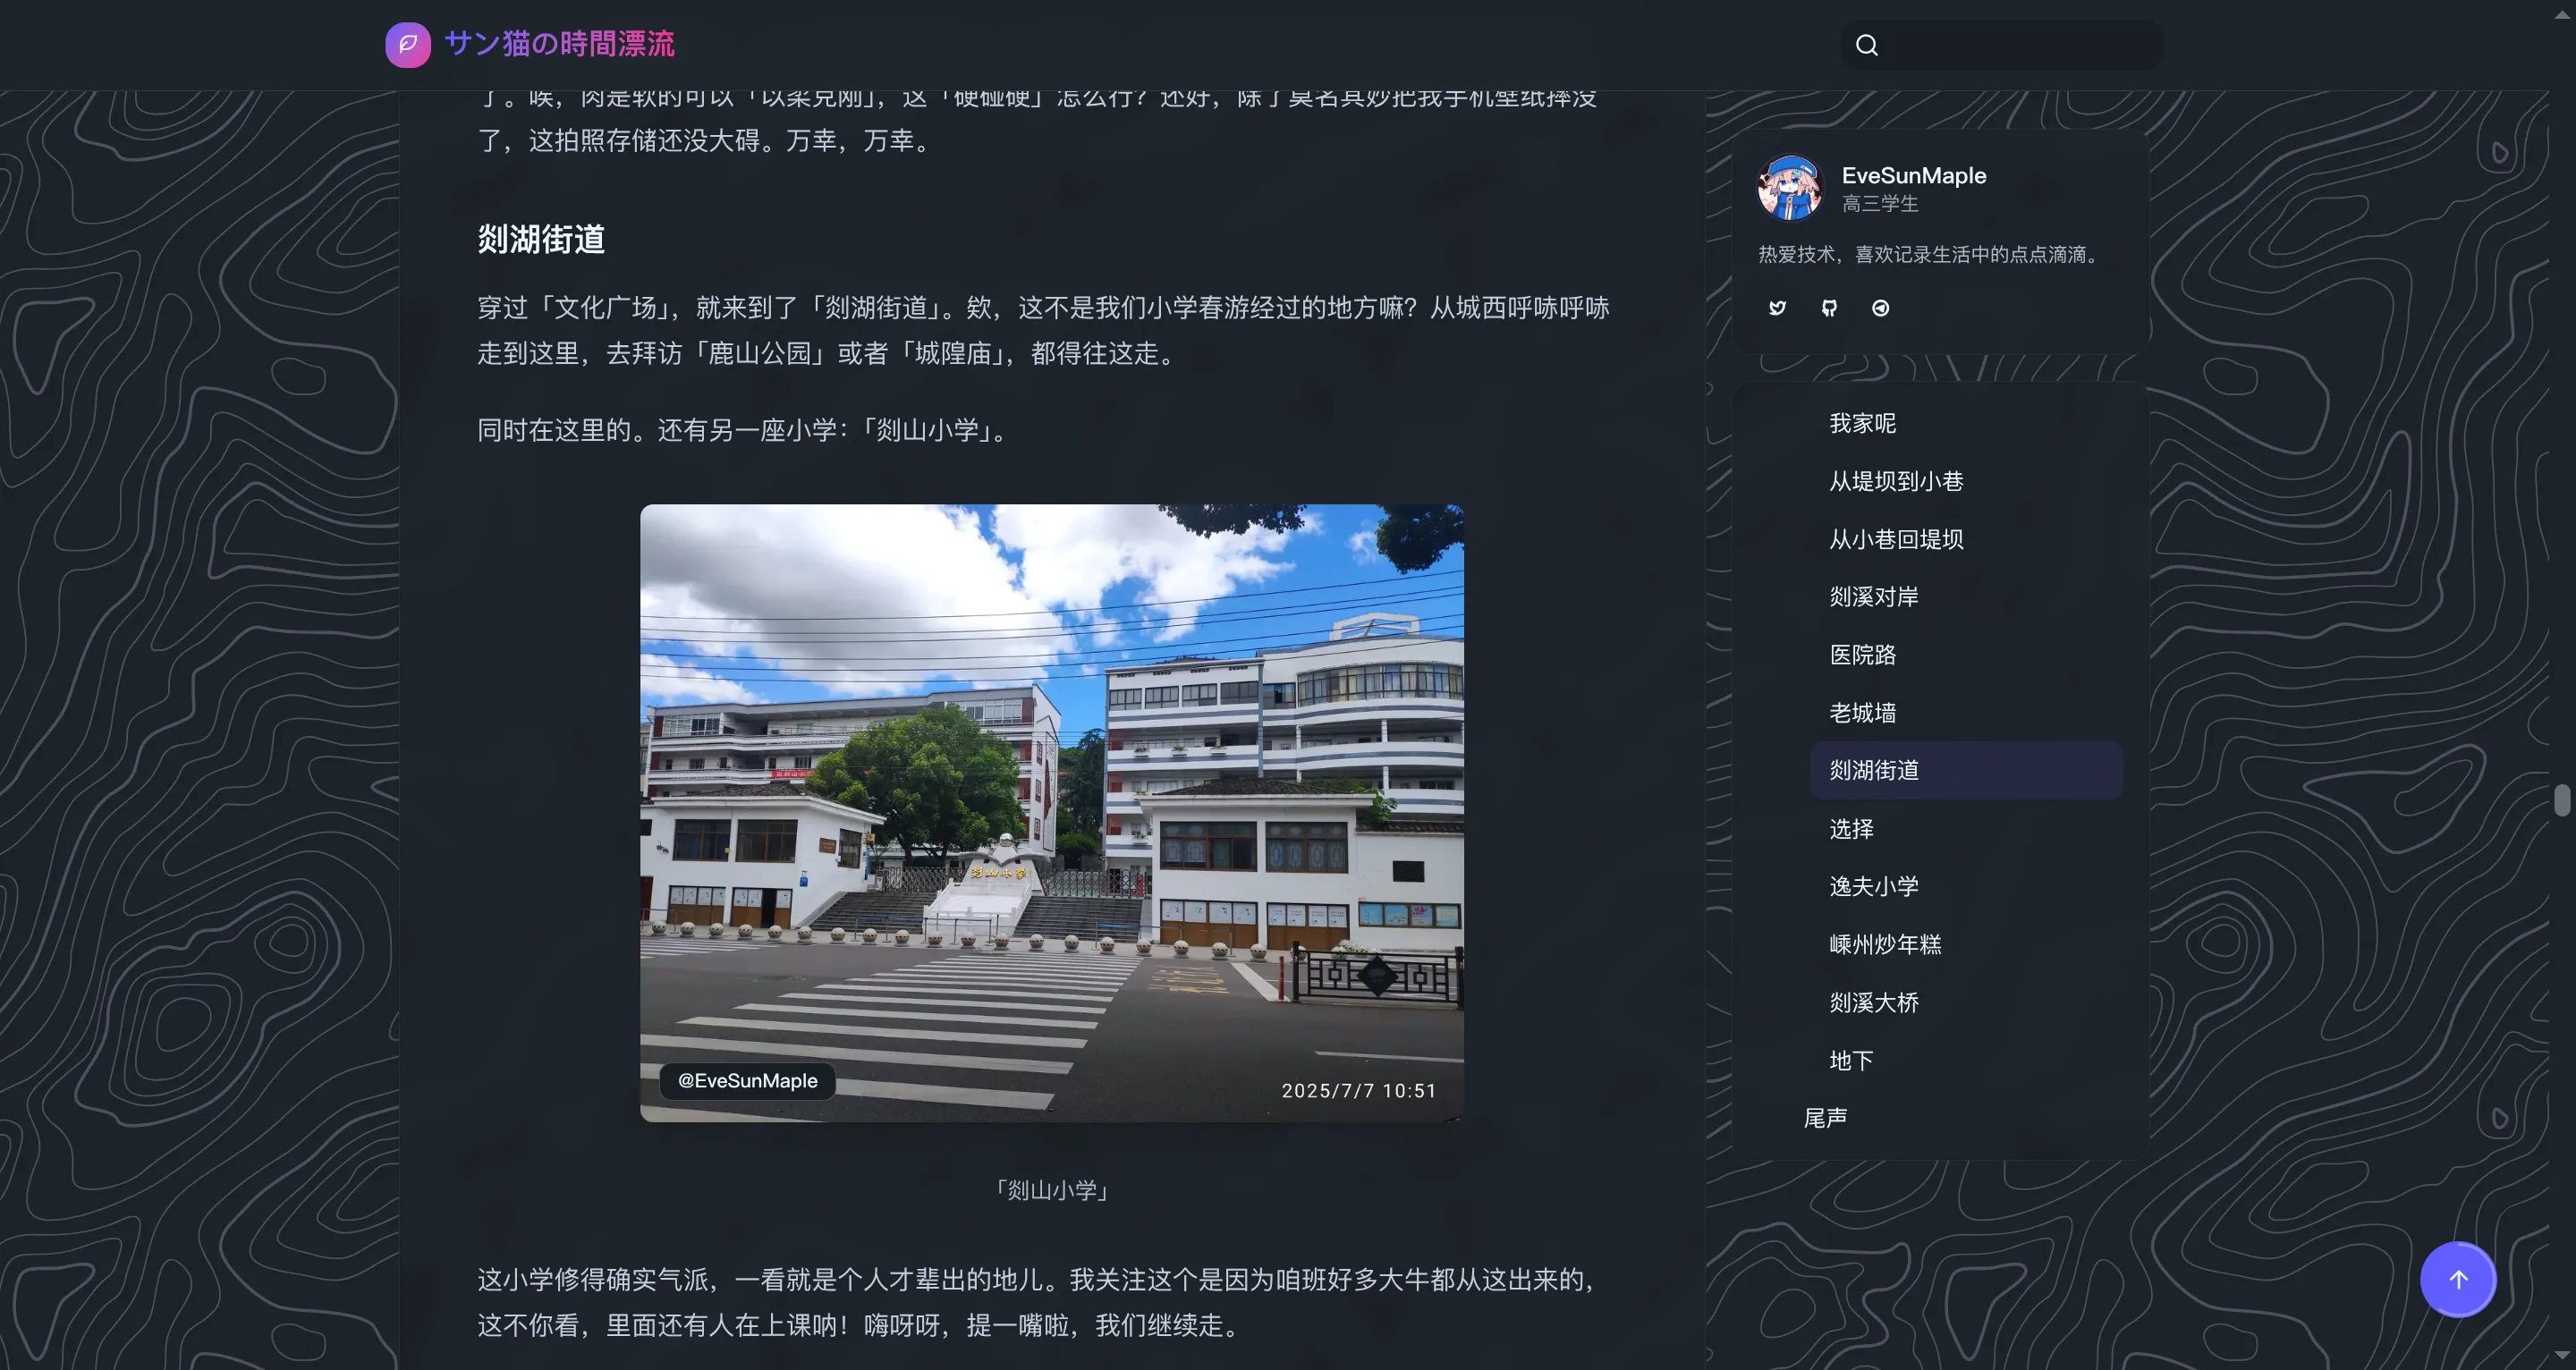 サン猫の時間漂流
了。唉，肉是软的可以「以柔克刚」，这「硬碰硬」怎么行？还好，除了莫名其妙把我手机壁纸摔没
了，这拍照存储还没大碍。万幸，万幸。
剡湖街道
穿过「文化广场」，就来到了「剡湖街道」。欸，这不是我们小学春游经过的地方嘛？从城西呼哧呼哧
走到这里，去拜访「鹿山公园」或者「城隍庙」，都得往这走。
同时在这里的。还有另一座小学：「剡山小学」。
剡山小学
@EveSunMaple
2025/7/7 10:51
「剡山小学」
这小学修得确实气派，一看就是个人才辈出的地儿。我关注这个是因为咱班好多大牛都从这出来的，
这不你看，里面还有人在上课呐！嗨呀呀，提一嘴啦，我们继续走。
EveSunMaple
高三学生
热爱技术，喜欢记录生活中的点点滴滴。
我家呢
从堤坝到小巷
从小巷回堤坝
剡溪对岸
医院路
老城墙
剡湖街道
选择
逸夫小学
嵊州炒年糕
剡溪大桥
地下
尾声